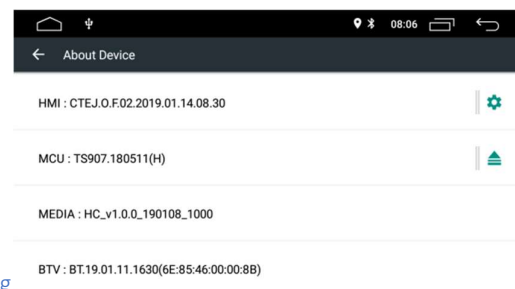 08:06
About Device
HMI : CTEJ.O.F.02.2019.01.14.08.30
MCU : TS907.180511(H)
MEDIA : HC_v1.0.0_190108_1000
BTV : BT.19.01.11.1630(6E:85:46:00:00:8B)
g